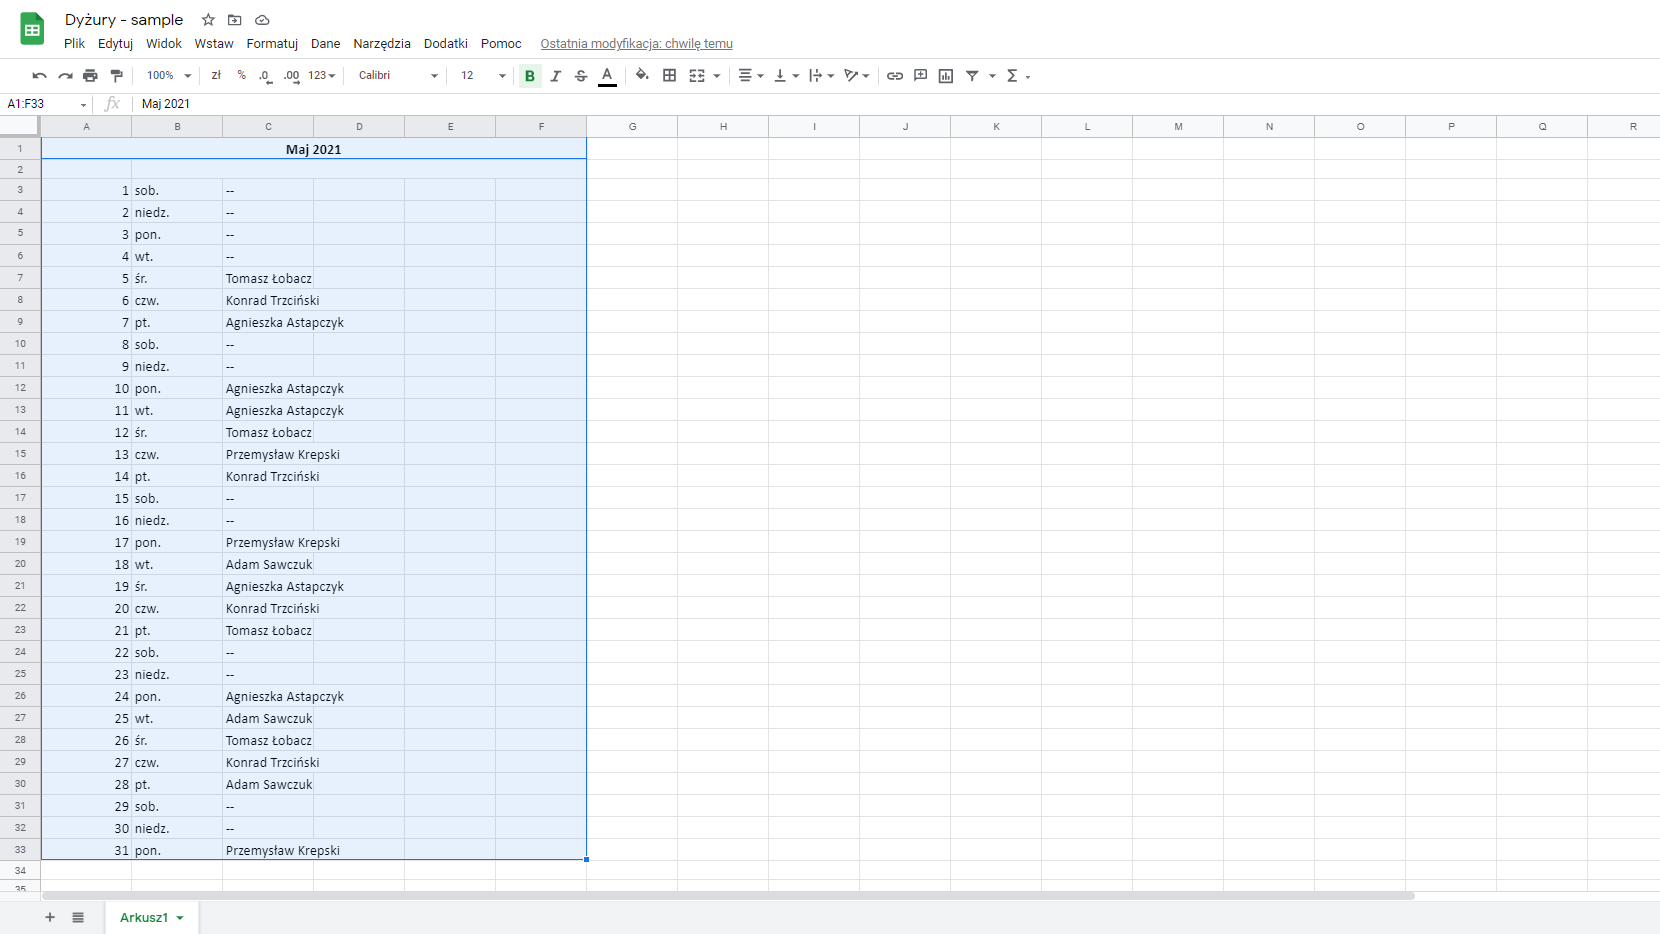 Dyżury - sample
Plik Edytuj Widok Wstaw Formatuj Dane Narzędzia Dodatki Pomoc Ostatnia modyfikacja: chwilę temu
100% zł % .0 .00 123 Calibri 12 B I S A Σ
A1:F33 fx Maj 2021
A B C D E F G H I J K L M N O P Q R
1 Maj 2021
2
3 1 sob. --
4 2 niedz. --
5 3 pon. --
6 4 wt. --
7 5 śr. Tomasz Łobacz
8 6 czw. Konrad Trzciński
9 7 pt. Agnieszka Astapczyk
10 8 sob. --
11 9 niedz. --
12 10 pon. Agnieszka Astapczyk
13 11 wt. Agnieszka Astapczyk
14 12 śr. Tomasz Łobacz
15 13 czw. Przemysław Krepski
16 14 pt. Konrad Trzciński
17 15 sob. --
18 16 niedz. --
19 17 pon. Przemysław Krepski
20 18 wt. Adam Sawczuk
21 19 śr. Agnieszka Astapczyk
22 20 czw. Konrad Trzciński
23 21 pt. Tomasz Łobacz
24 22 sob. --
25 23 niedz. --
26 24 pon. Agnieszka Astapczyk
27 25 wt. Adam Sawczuk
28 26 śr. Tomasz Łobacz
29 27 czw. Konrad Trzciński
30 28 pt. Adam Sawczuk
31 29 sob. --
32 30 niedz. --
33 31 pon. Przemysław Krepski
34
35
+ Arkusz1